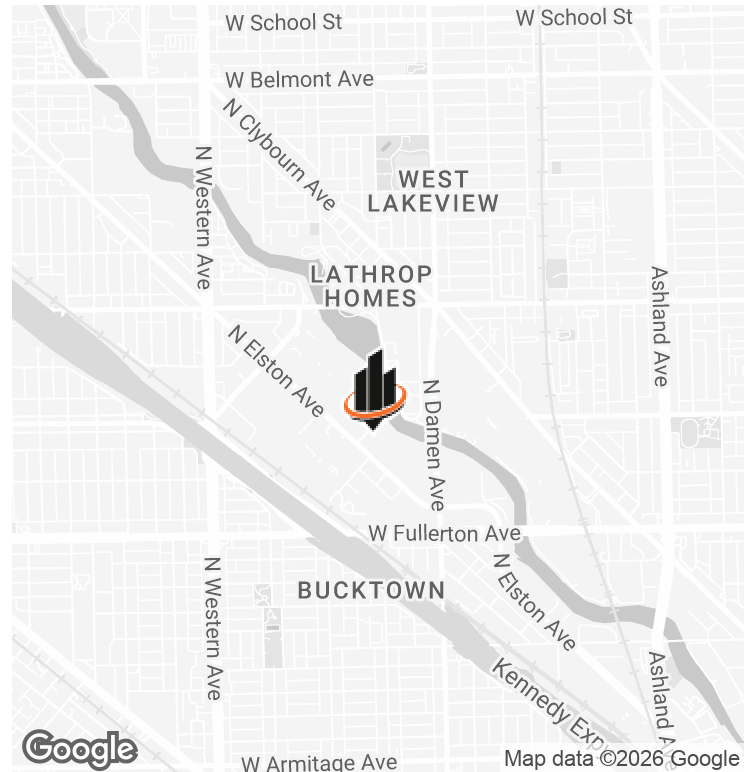 W School St
W School St
W Belmont Ave
N Clybourn Ave
N Western Ave
WEST
LAKEVIEW
LATHROP
HOMES
Ashland Ave
N Elston Ave
N Damen Ave
W Fullerton Ave
N Western Ave
BUCKTOWN
N Elston Ave
Kennedy Expy
Ashland Ave
Google
W Armitage Ave
Map data ©2026 Google